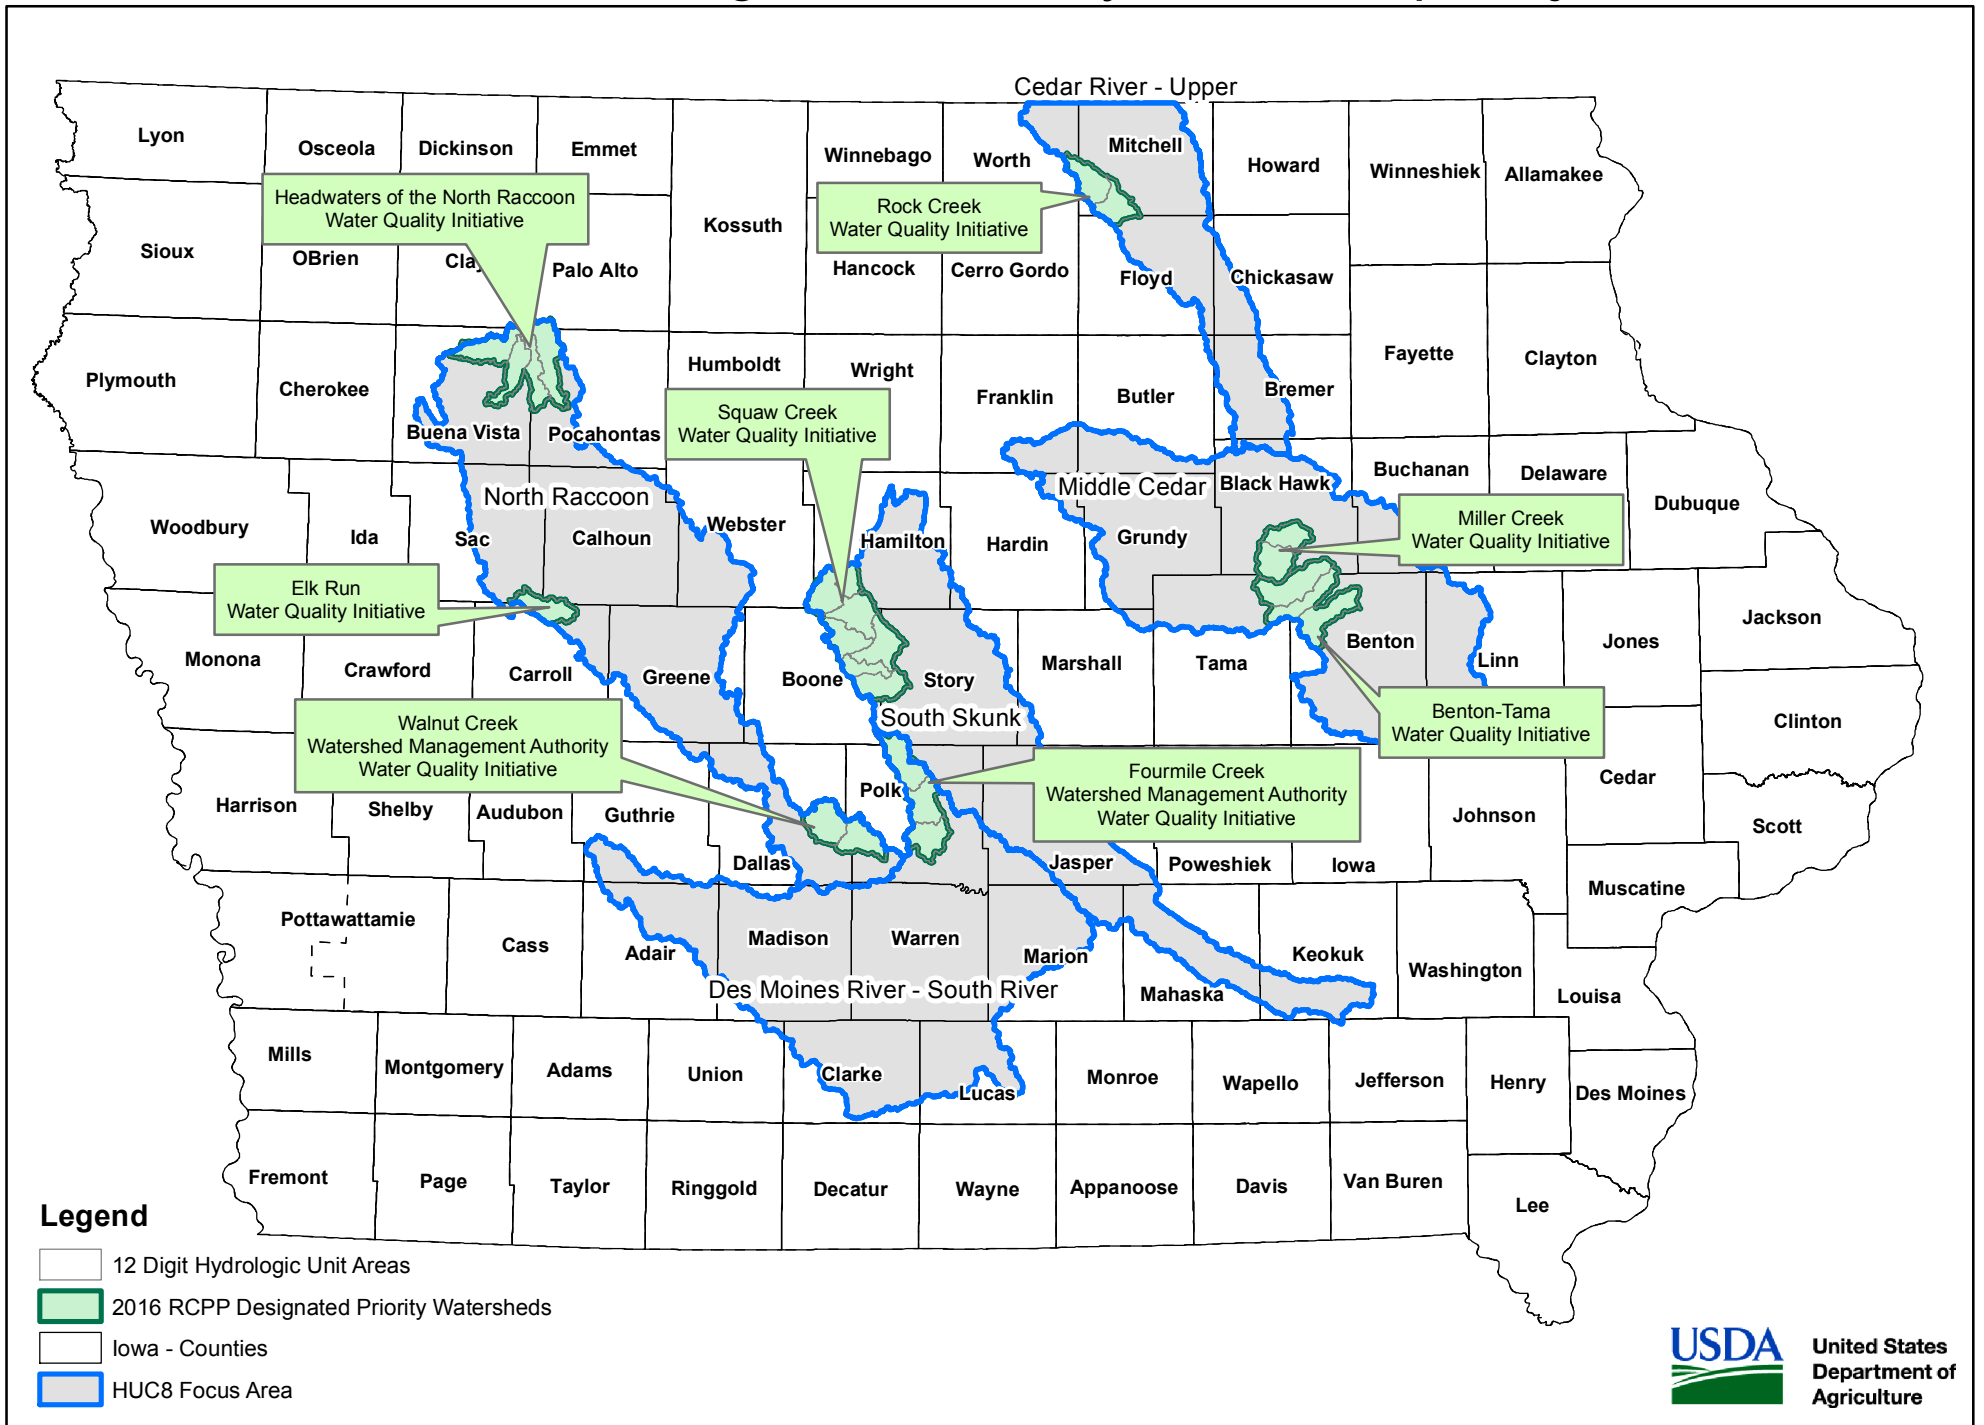 Cedar River - Upper
Lyon
Osceola
Dickinson
Emmet
Winnebago
Worth
Mitchell
Howard
Winneshiek
Allamakee
Headwaters of the North Raccoon
Water Quality Initiative
Rock Creek
Water Quality Initiative
Kossuth
Sioux
OBrien
Clay
Palo Alto
Hancock
Cerro Gordo
Floyd
Chickasaw
Plymouth
Cherokee
Humboldt
Wright
Franklin
Butler
Bremer
Fayette
Clayton
Squaw Creek
Water Quality Initiative
Buena Vista
Pocahontas
North Raccoon
Middle Cedar
Black Hawk
Buchanan
Delaware
Dubuque
Woodbury
Ida
Sac
Calhoun
Webster
Hamilton
Hardin
Grundy
Miller Creek
Water Quality Initiative
Elk Run
Water Quality Initiative
Monona
Crawford
Carroll
Greene
Boone
Story
Marshall
Tama
Benton
Linn
Jones
Jackson
South Skunk
Walnut Creek
Watershed Management Authority
Water Quality Initiative
Benton-Tama
Water Quality Initiative
Clinton
Fourmile Creek
Watershed Management Authority
Water Quality Initiative
Harrison
Shelby
Audubon
Guthrie
Dallas
Polk
Jasper
Poweshiek
Iowa
Johnson
Cedar
Scott
Muscatine
Pottawattamie
Cass
Adair
Madison
Warren
Marion
Mahaska
Keokuk
Washington
Louisa
Des Moines River - South River
Mills
Montgomery
Adams
Union
Clarke
Lucas
Monroe
Wapello
Jefferson
Henry
Des Moines
Fremont
Page
Taylor
Ringgold
Decatur
Wayne
Appanoose
Davis
Van Buren
Lee
Legend
12 Digit Hydrologic Unit Areas
2016 RCPP Designated Priority Watersheds
Iowa - Counties
HUC8 Focus Area
USDA
United States
Department of
Agriculture